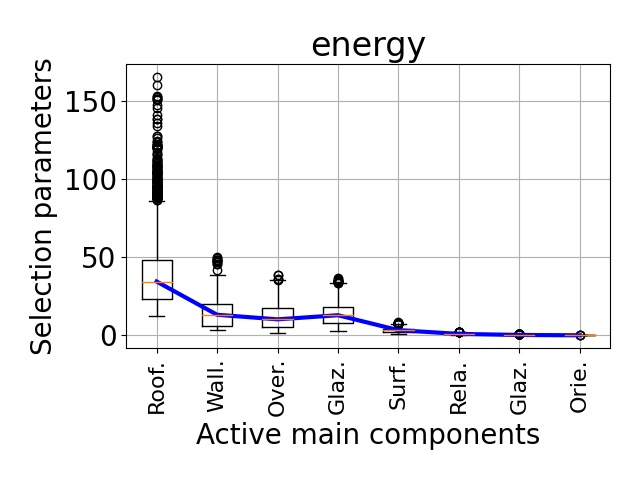 energy
Selection parameters
150
100
50
0
Roof.
Wall.
Over.
Glaz.
Surf.
Rela.
Glaz.
Orie.
Active main components